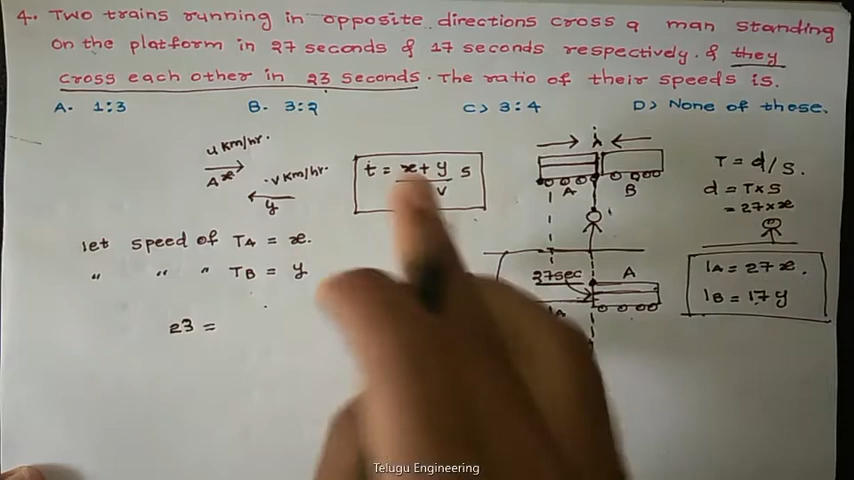 4. Two trains running in opposite directions cross a man standing
on the platform in 27 seconds & 17 seconds respectively. & they
cross each other in 23 seconds. The ratio of their speeds is.
A. 1:3 B. 3:2 C) 3:4 D) None of these.
u km/hr.
A x
v km/hr.
y
t = x + y s
v
A B
T = d/s.
d = T x s
= 27 x x
let speed of TA = x.
" " " TB = y
23 =
27sec A
lA
lA = 27 x.
lB = 17 y
Telugu Engineering